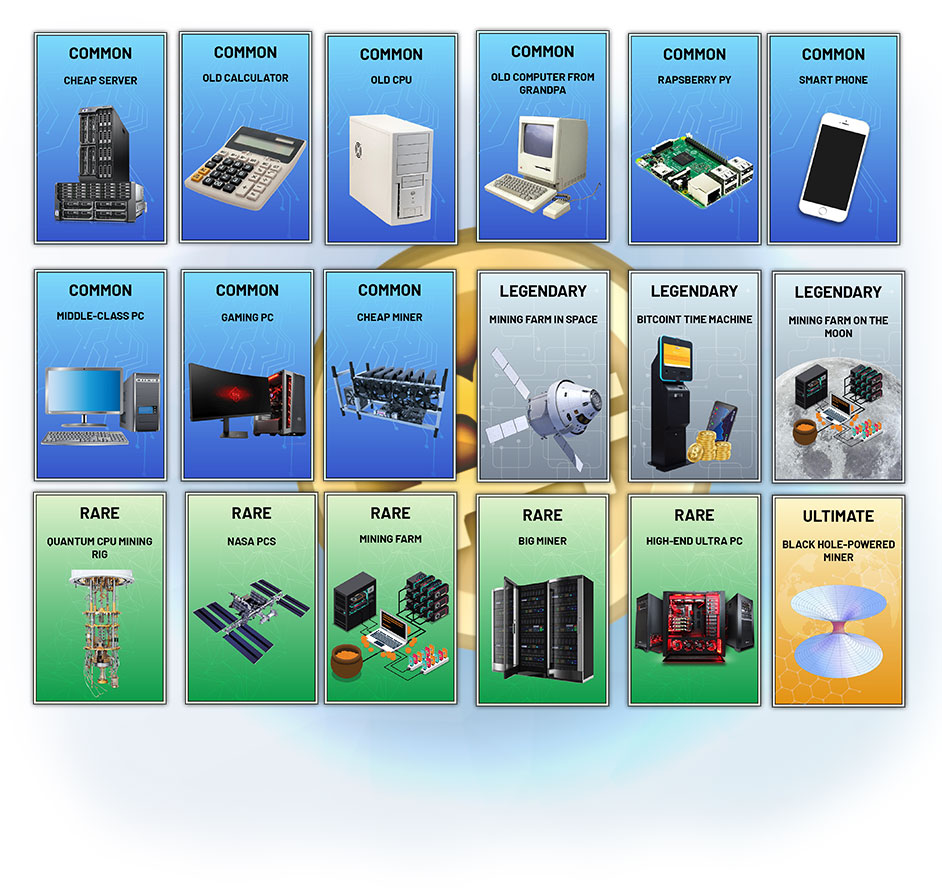 COMMON
CHEAP SERVER
COMMON
OLD CALCULATOR
COMMON
OLD CPU
COMMON
OLD COMPUTER FROM
GRANDPA
COMMON
RAPSBERRY PY
COMMON
SMART PHONE
COMMON
MIDDLE-CLASS PC
COMMON
GAMING PC
COMMON
CHEAP MINER
LEGENDARY
MINING FARM IN SPACE
LEGENDARY
BITCOINT TIME MACHINE
LEGENDARY
MINING FARM ON THE
MOON
RARE
QUANTUM CPU MINING
RIG
RARE
NASA PCS
RARE
MINING FARM
RARE
BIG MINER
RARE
HIGH-END ULTRA PC
ULTIMATE
BLACK HOLE-POWERED
MINER